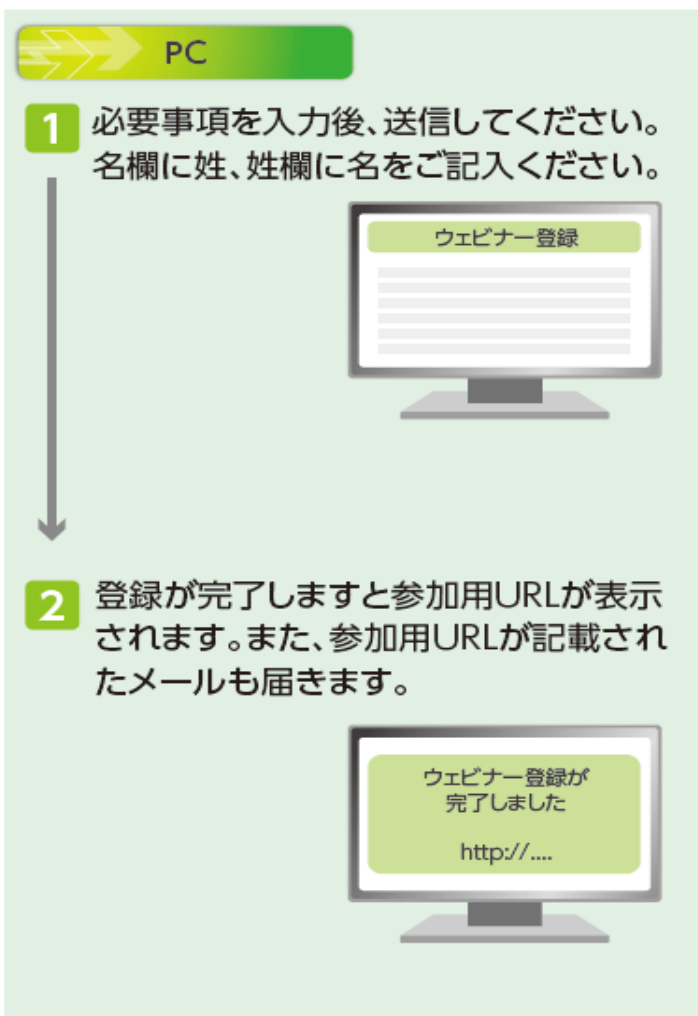 PC
1 必要事項を入力後、送信してください。
名欄に姓、姓欄に名をご記入ください。
ウェビナー登録
2 登録が完了しますと参加用URLが表示
されます。また、参加用URLが記載され
たメールも届きます。
ウェビナー登録が
完了しました
http://....